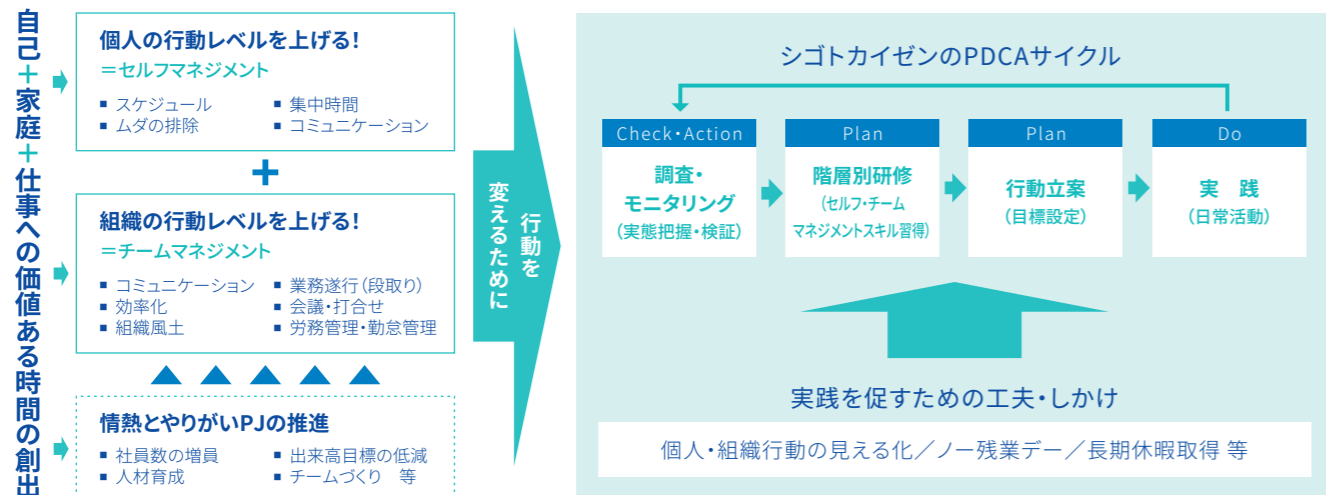 自己+家庭+仕事への価値ある時間の創出
個人の行動レベルを上げる!
=セルフマネジメント
■ スケジュール ■ 集中時間
■ ムダの排除 ■ コミュニケーション
+
組織の行動レベルを上げる!
=チームマネジメント
■ コミュニケーション ■ 業務遂行(段取り)
■ 効率化 ■ 会議・打合せ
■ 組織風土 ■ 労務管理・勤怠管理
情熱とやりがいPJの推進
■ 社員数の増員 ■ 出来高目標の低減
■ 人材育成 ■ チームづくり 等
行動を
変えるために
シゴトカイゼンのPDCAサイクル
Check・Action
調査・
モニタリング
(実態把握・検証)
Plan
階層別研修
(セルフ・チーム
マネジメントスキル習得)
Plan
行動立案
(目標設定)
Do
実 践
(日常活動)
実践を促すための工夫・しかけ
個人・組織行動の見える化/ノー残業デー/長期休暇取得 等